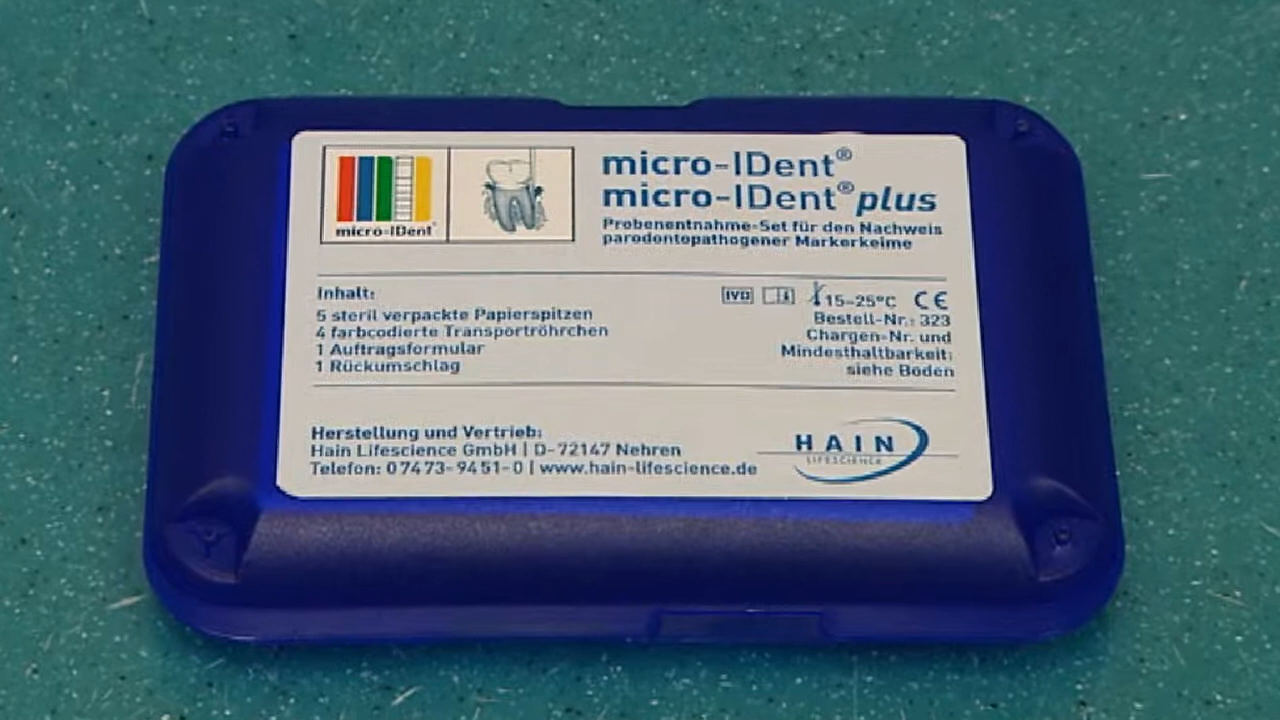 micro-IDent®
micro-IDent®
micro-IDent® plus
Probenentnahme-Set für den Nachweis
parodontopathogener Markerkeime
Inhalt:
5 steril verpackte Papierspitzen
4 farbcodierte Transportröhrchen
1 Auftragsformular
1 Rückumschlag
IVD i 15-25°C CE
Bestell-Nr.: 323
Chargen-Nr. und
Mindesthaltbarkeit:
siehe Boden
Herstellung und Vertrieb:
Hain Lifescience GmbH | D-72147 Nehren
Telefon: 07473-9451-0 | www.hain-lifescience.de
HAIN
LIFESCIENCE